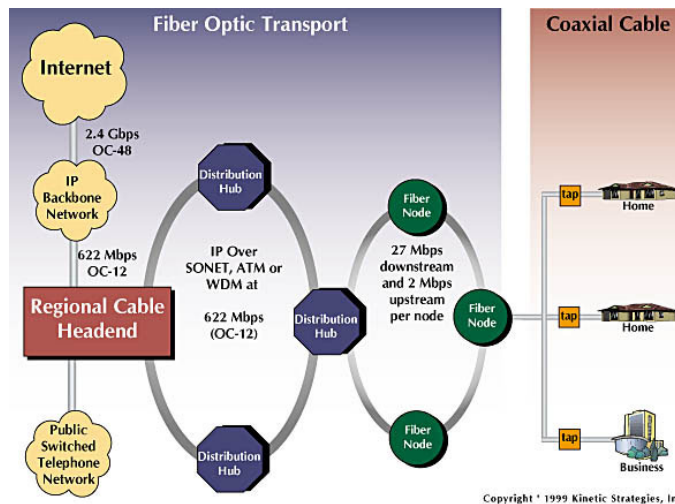 Fiber Optic Transport
Coaxial Cable
Internet
2.4 Gbps
OC-48
IP
Backbone
Network
622 Mbps
OC-12
Regional Cable
Headend
Public
Switched
Telephone
Network
Distribution
Hub
IP Over
SONET, ATM or
WDM at
622 Mbps
(OC-12)
Distribution
Hub
Distribution
Hub
Fiber
Node
27 Mbps
downstream
and 2 Mbps
upstream
per node
Fiber
Node
Fiber
Node
tap
Home
tap
Home
tap
Business
Copyright * 1999 Kinetic Strategies, In